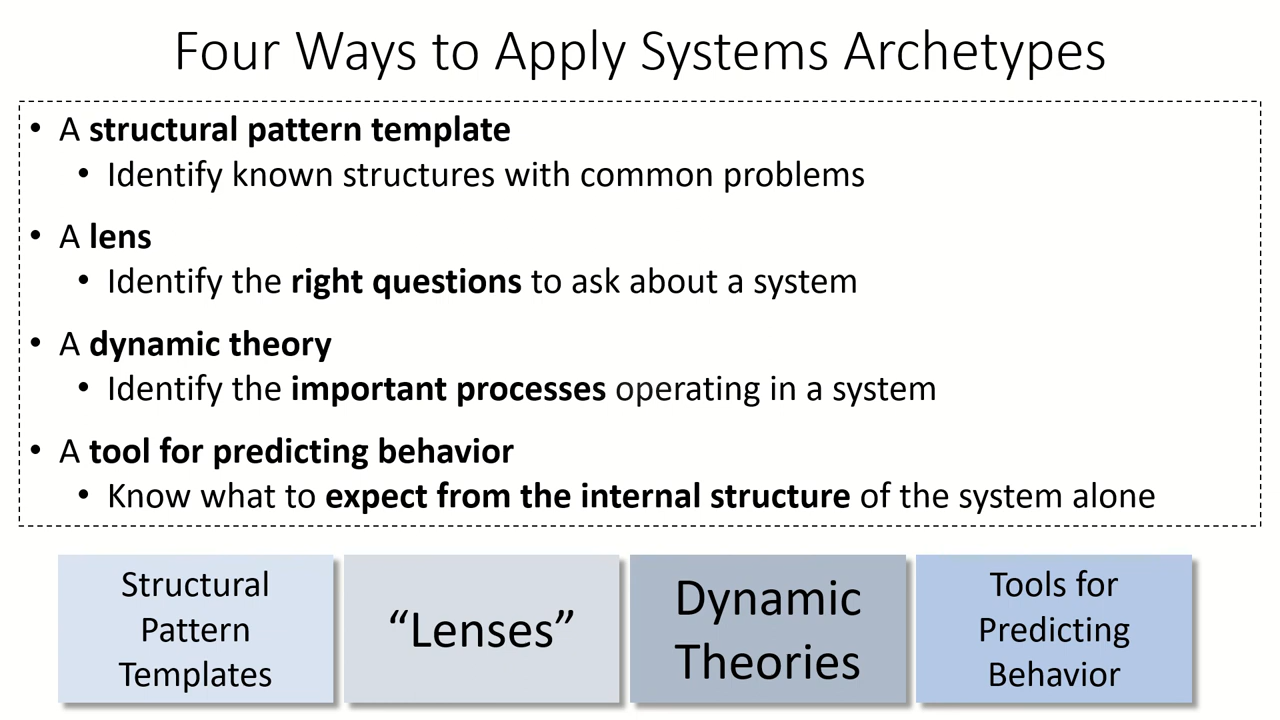 Four Ways to Apply Systems Archetypes
• A structural pattern template
• Identify known structures with common problems
• A lens
• Identify the right questions to ask about a system
• A dynamic theory
• Identify the important processes operating in a system
• A tool for predicting behavior
• Know what to expect from the internal structure of the system alone
Structural
Pattern
Templates
“Lenses”
Dynamic
Theories
Tools for
Predicting
Behavior